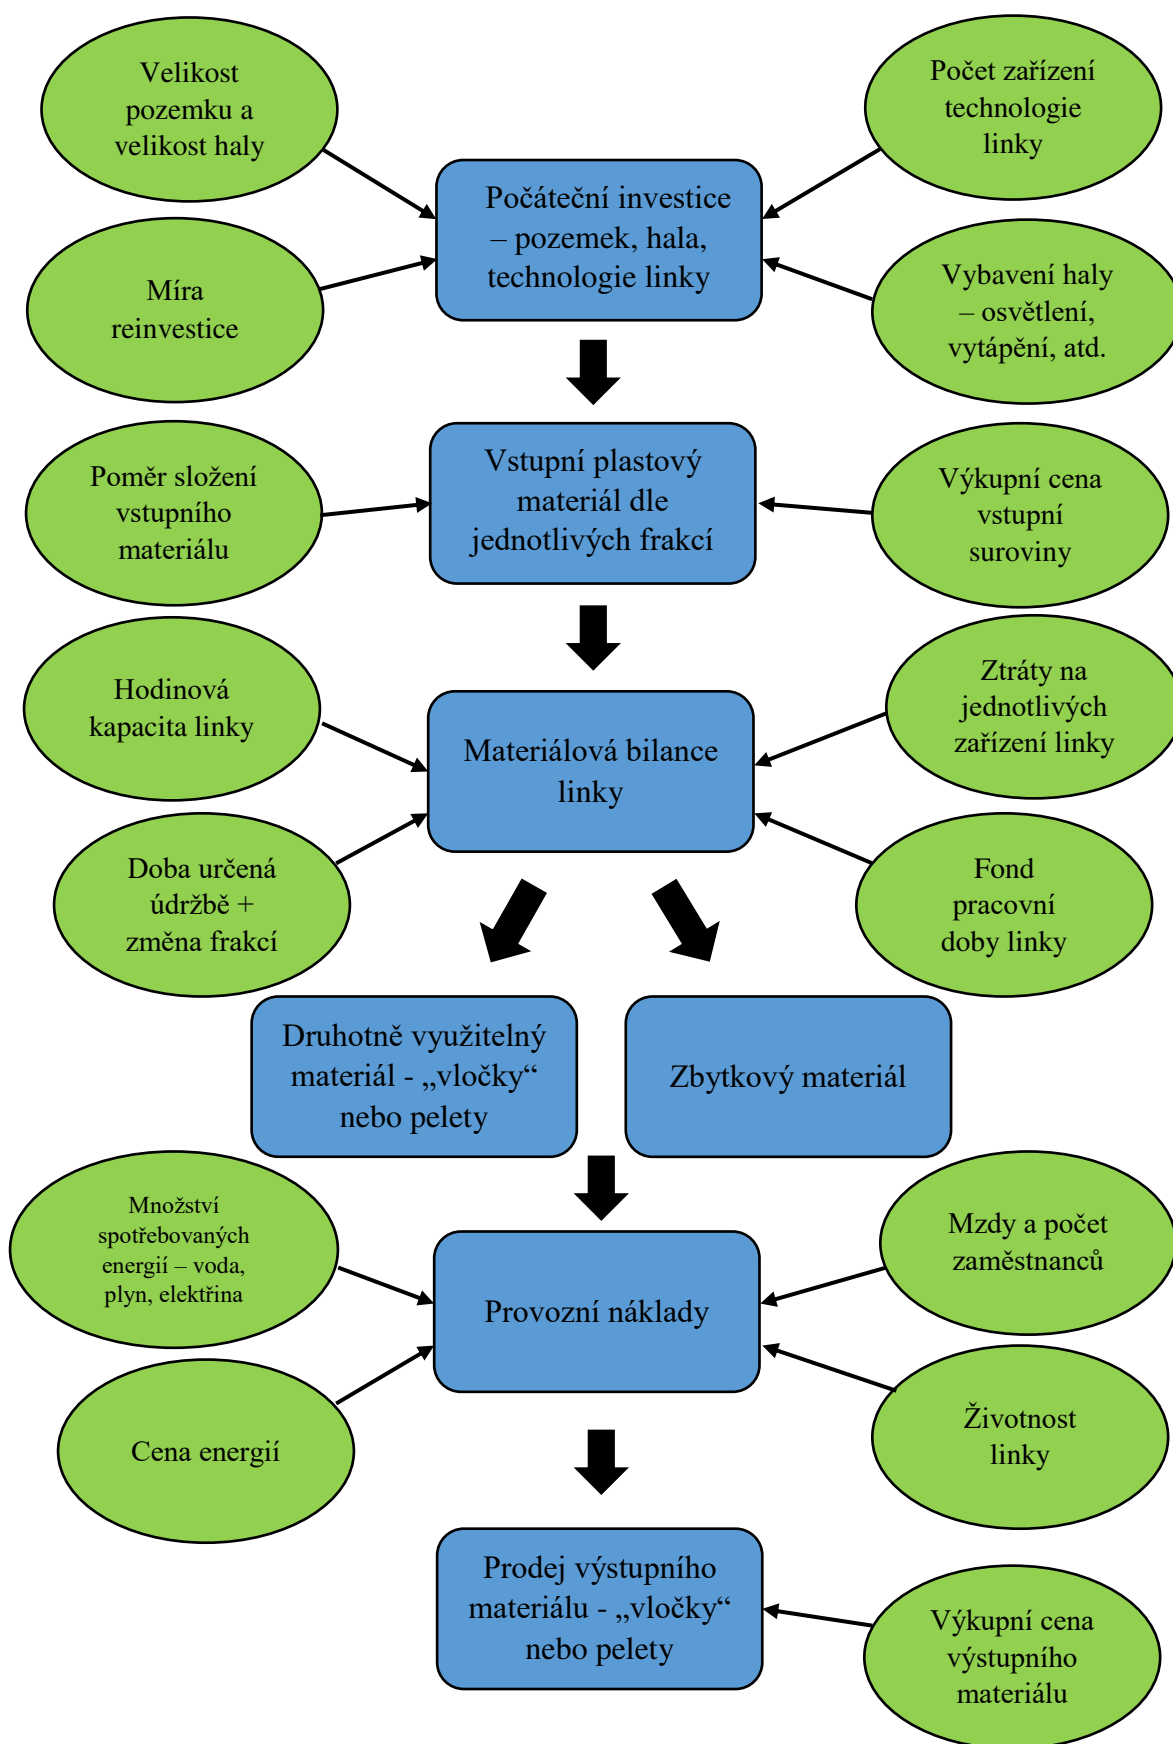 Velikost
pozemku a
velikost haly
Počet zařízení
technologie
linky
Počáteční investice
– pozemek, hala,
technologie linky
Míra
reinvestice
Vybavení haly
– osvětlení,
vytápění, atd.
Poměr složení
vstupního
materiálu
Vstupní plastový
materiál dle
jednotlivých frakcí
Výkupní cena
vstupní
suroviny
Hodinová
kapacita linky
Ztráty na
jednotlivých
zařízení linky
Materiálová bilance
linky
Doba určená
údržbě +
změna frakcí
Fond
pracovní
doby linky
Druhotně využitelný
materiál - „vločky“
nebo pelety
Zbytkový materiál
Množství
spotřebovaných
energií – voda,
plyn, elektřina
Mzdy a počet
zaměstnanců
Provozní náklady
Cena energií
Životnost
linky
Prodej výstupního
materiálu - „vločky“
nebo pelety
Výkupní cena
výstupního
materiálu